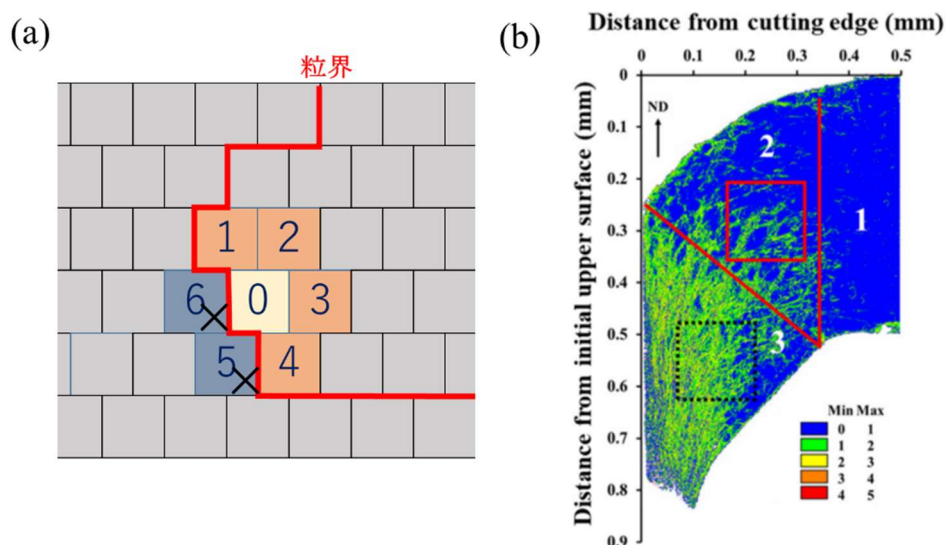 (a)
粒界
1 2
6 0 3
5 4
(b)
Distance from cutting edge (mm)
0 0.1 0.2 0.3 0.4 0.5
Distance from initial upper surface (mm)
0
0.1
0.2
0.3
0.4
0.5
0.6
0.7
0.8
0.9
ND
2
1
3
Min Max
0 1
1 2
2 3
3 4
4 5